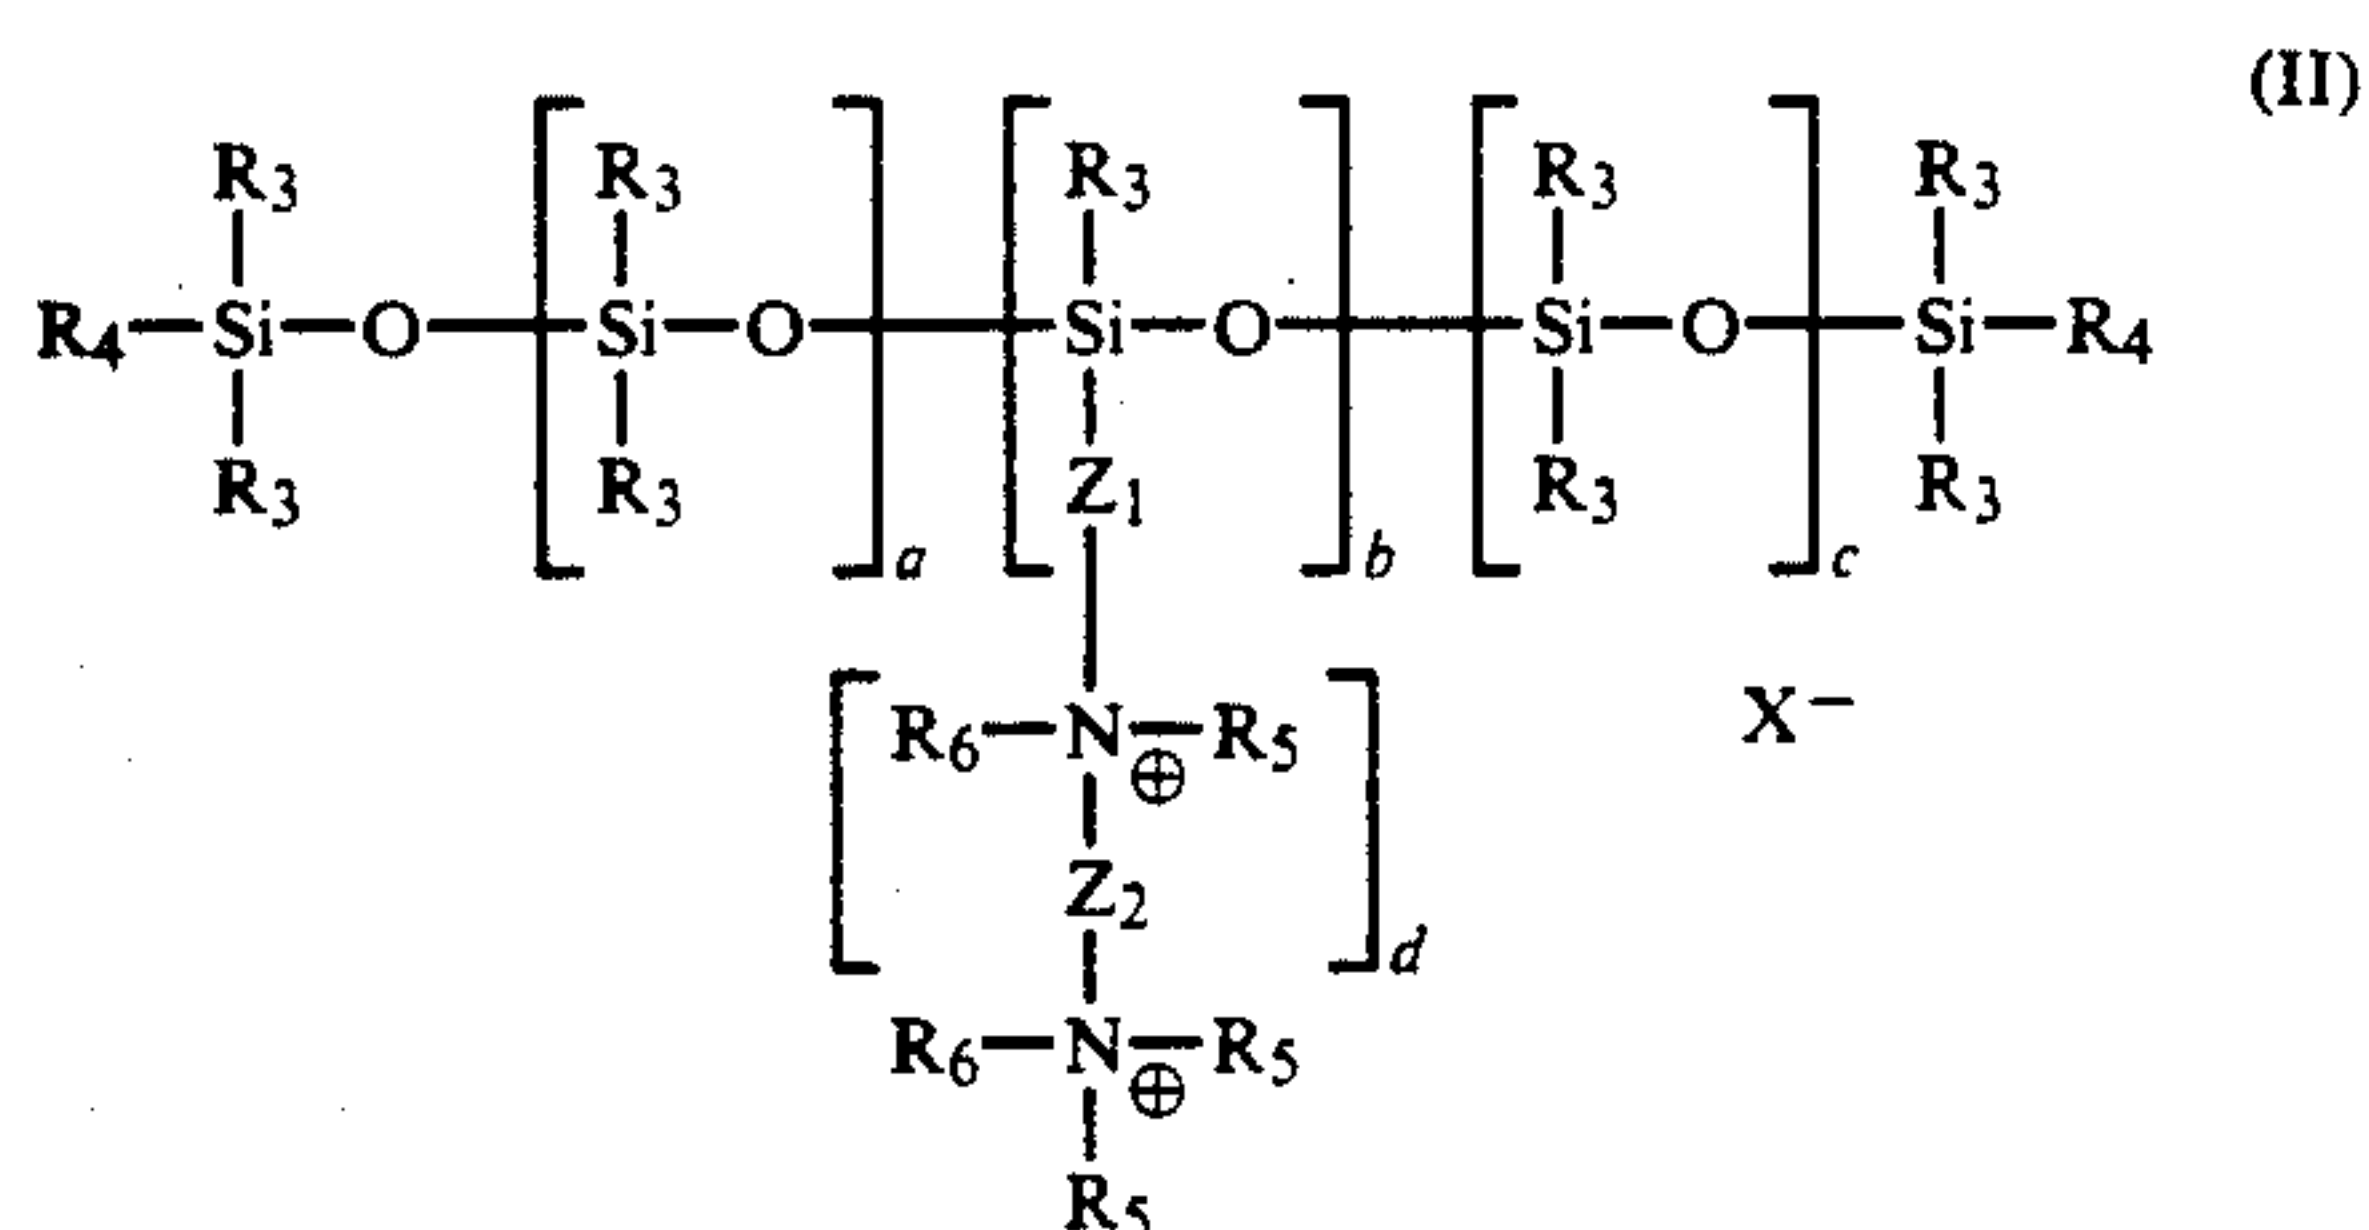 (II)
R3 R3 R3 R3 R3
R4—Si—O—[Si—O]a—[Si—O]b—[Si—O]c—Si—R4
R3 R3 Z1 R3 R3
X−
R6—N⊕—R5
Z2
d
R6—N⊕—R5
R5